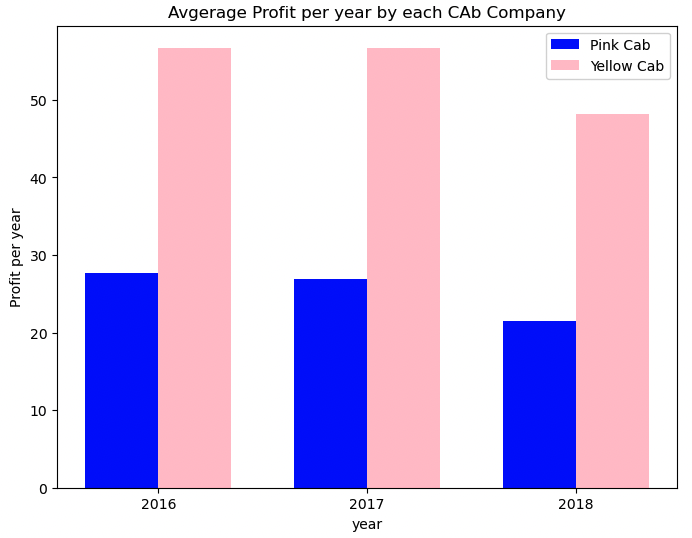 Avgerage Profit per year by each CAb Company
Pink Cab
Yellow Cab
Profit per year
50
40
30
20
10
0
2016 2017 2018
year